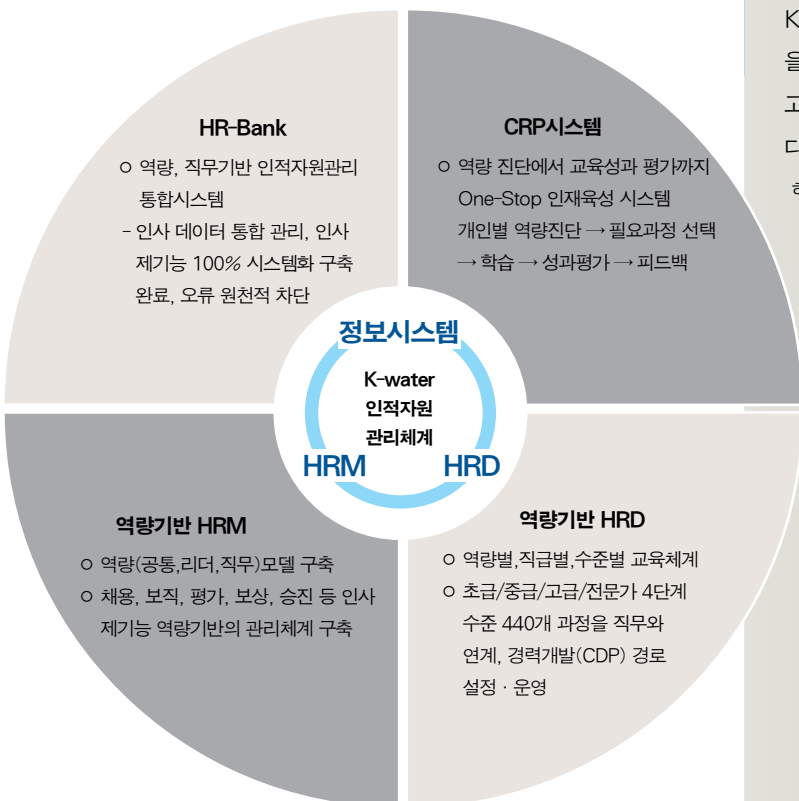 HR-Bank
○ 역량, 직무기반 인적자원관리
통합시스템
- 인사 데이터 통합 관리, 인사
제기능 100% 시스템화 구축
완료, 오류 원천적 차단
CRP시스템
○ 역량 진단에서 교육성과 평가까지
One-Stop 인재육성 시스템
개인별 역량진단 → 필요과정 선택
→ 학습 → 성과평가 → 피드백
정보시스템
K-water
인적자원
관리체계
HRM
HRD
역량기반 HRM
○ 역량(공통,리더,직무)모델 구축
○ 채용, 보직, 평가, 보상, 승진 등 인사
제기능 역량기반의 관리체계 구축
역량기반 HRD
○ 역량별,직급별,수준별 교육체계
○ 초급/중급/고급/전문가 4단계
수준 440개 과정을 직무와
연계, 경력개발(CDP) 경로
설정 · 운영
K
을
고